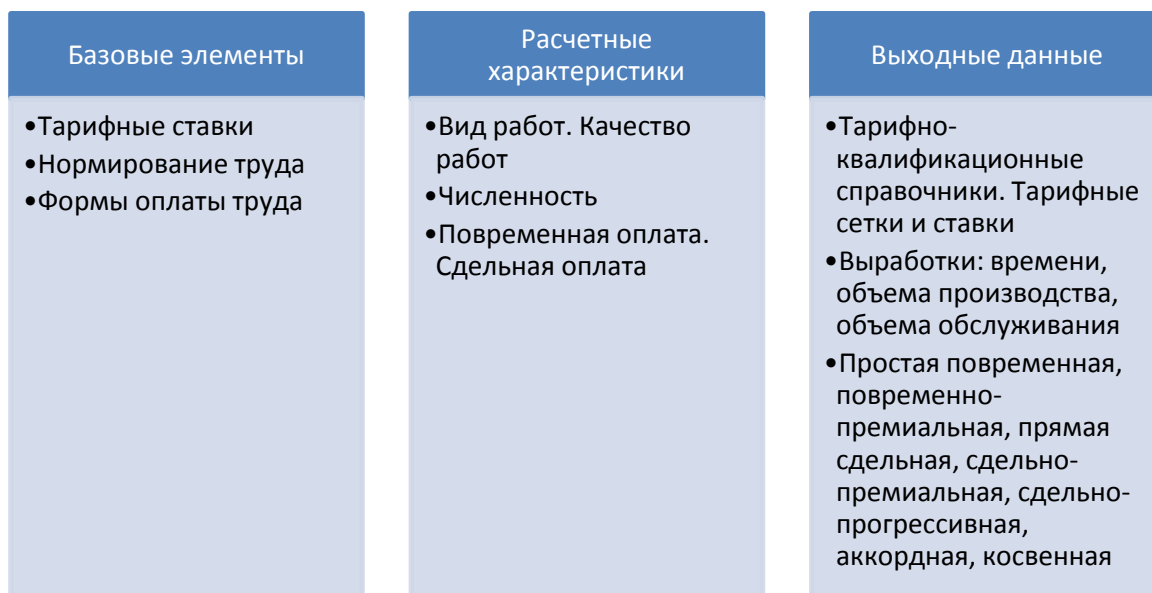 Базовые элементы
•Тарифные ставки
•Нормирование труда
•Формы оплаты труда
Расчетные
характеристики
•Вид работ. Качество
работ
•Численность
•Повременная оплата.
Сдельная оплата
Выходные данные
•Тарифно-
квалификационные
справочники. Тарифные
сетки и ставки
•Выработки: времени,
объема производства,
объема обслуживания
•Простая повременная,
повременно-
премиальная, прямая
сдельная, сдельно-
премиальная, сдельно-
прогрессивная,
аккордная, косвенная